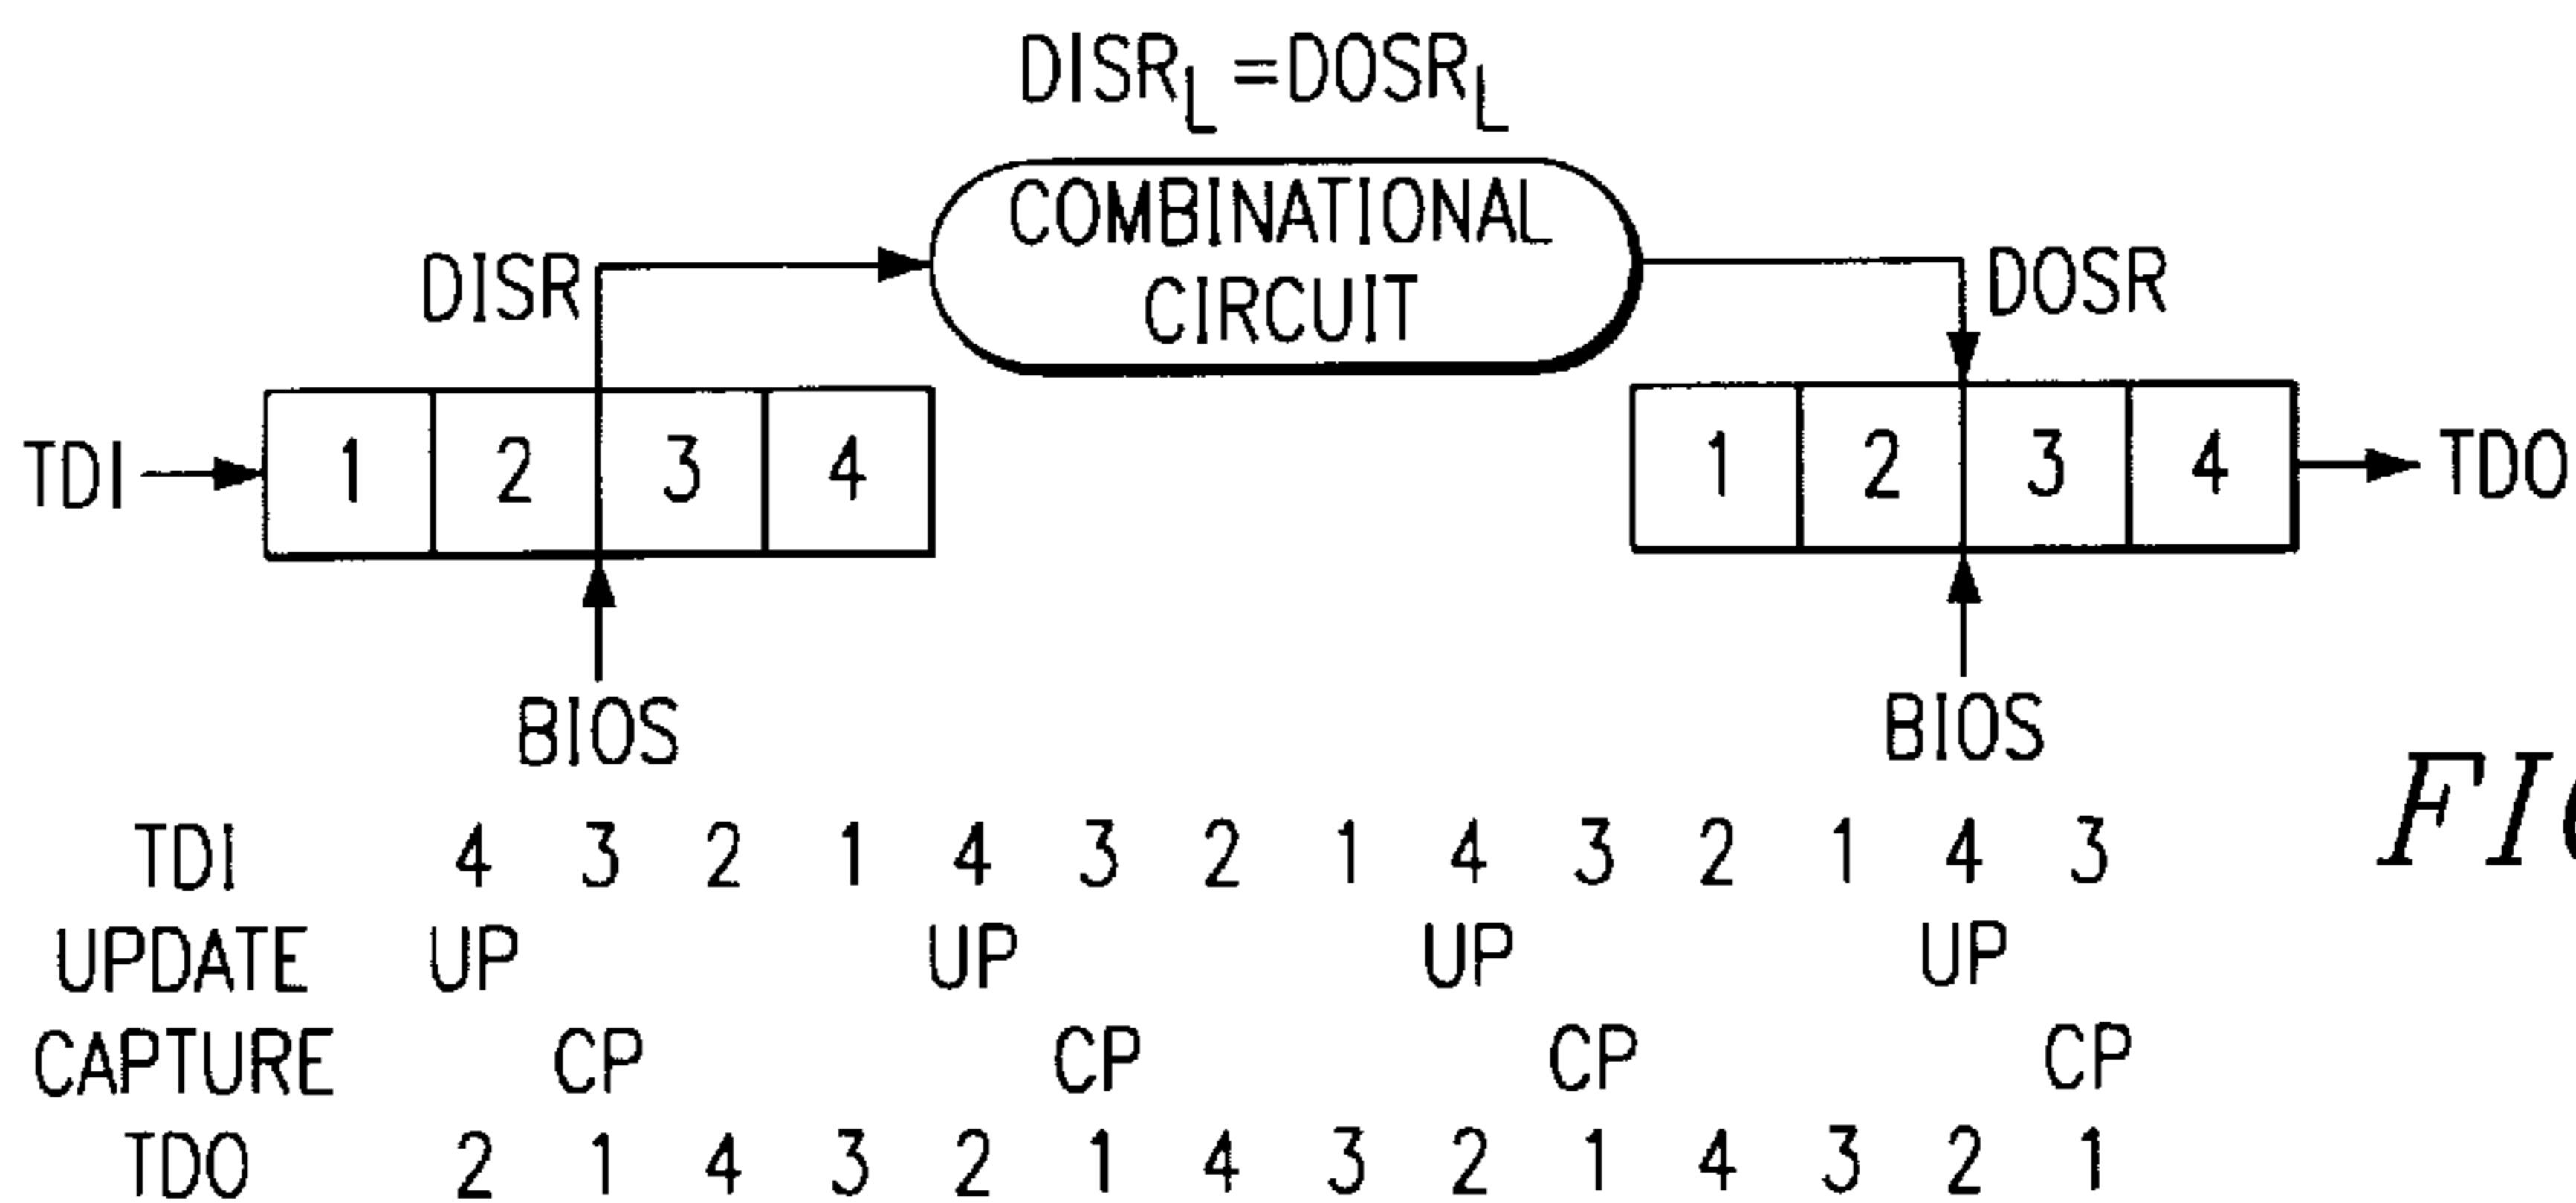 DISR_L = DOSR_L
COMBINATIONAL
CIRCUIT
DISR
DOSR
TDI 1 2 3 4
1 2 3 4 TDO
BIOS
BIOS
TDI 4 3 2 1 4 3 2 1 4 3 2 1 4 3
UPDATE UP UP UP UP
CAPTURE CP CP CP CP
TDO 2 1 4 3 2 1 4 3 2 1 4 3 2 1